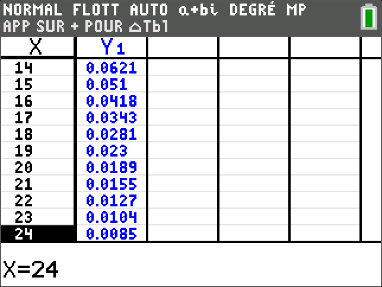 NORMAL FLOTT AUTO a+bi DEGRÉ MP
APP SUR + POUR △Tbl
X Y₁
14 0.0621
15 0.051
16 0.0418
17 0.0343
18 0.0281
19 0.023
20 0.0189
21 0.0155
22 0.0127
23 0.0104
24 0.0085
X=24